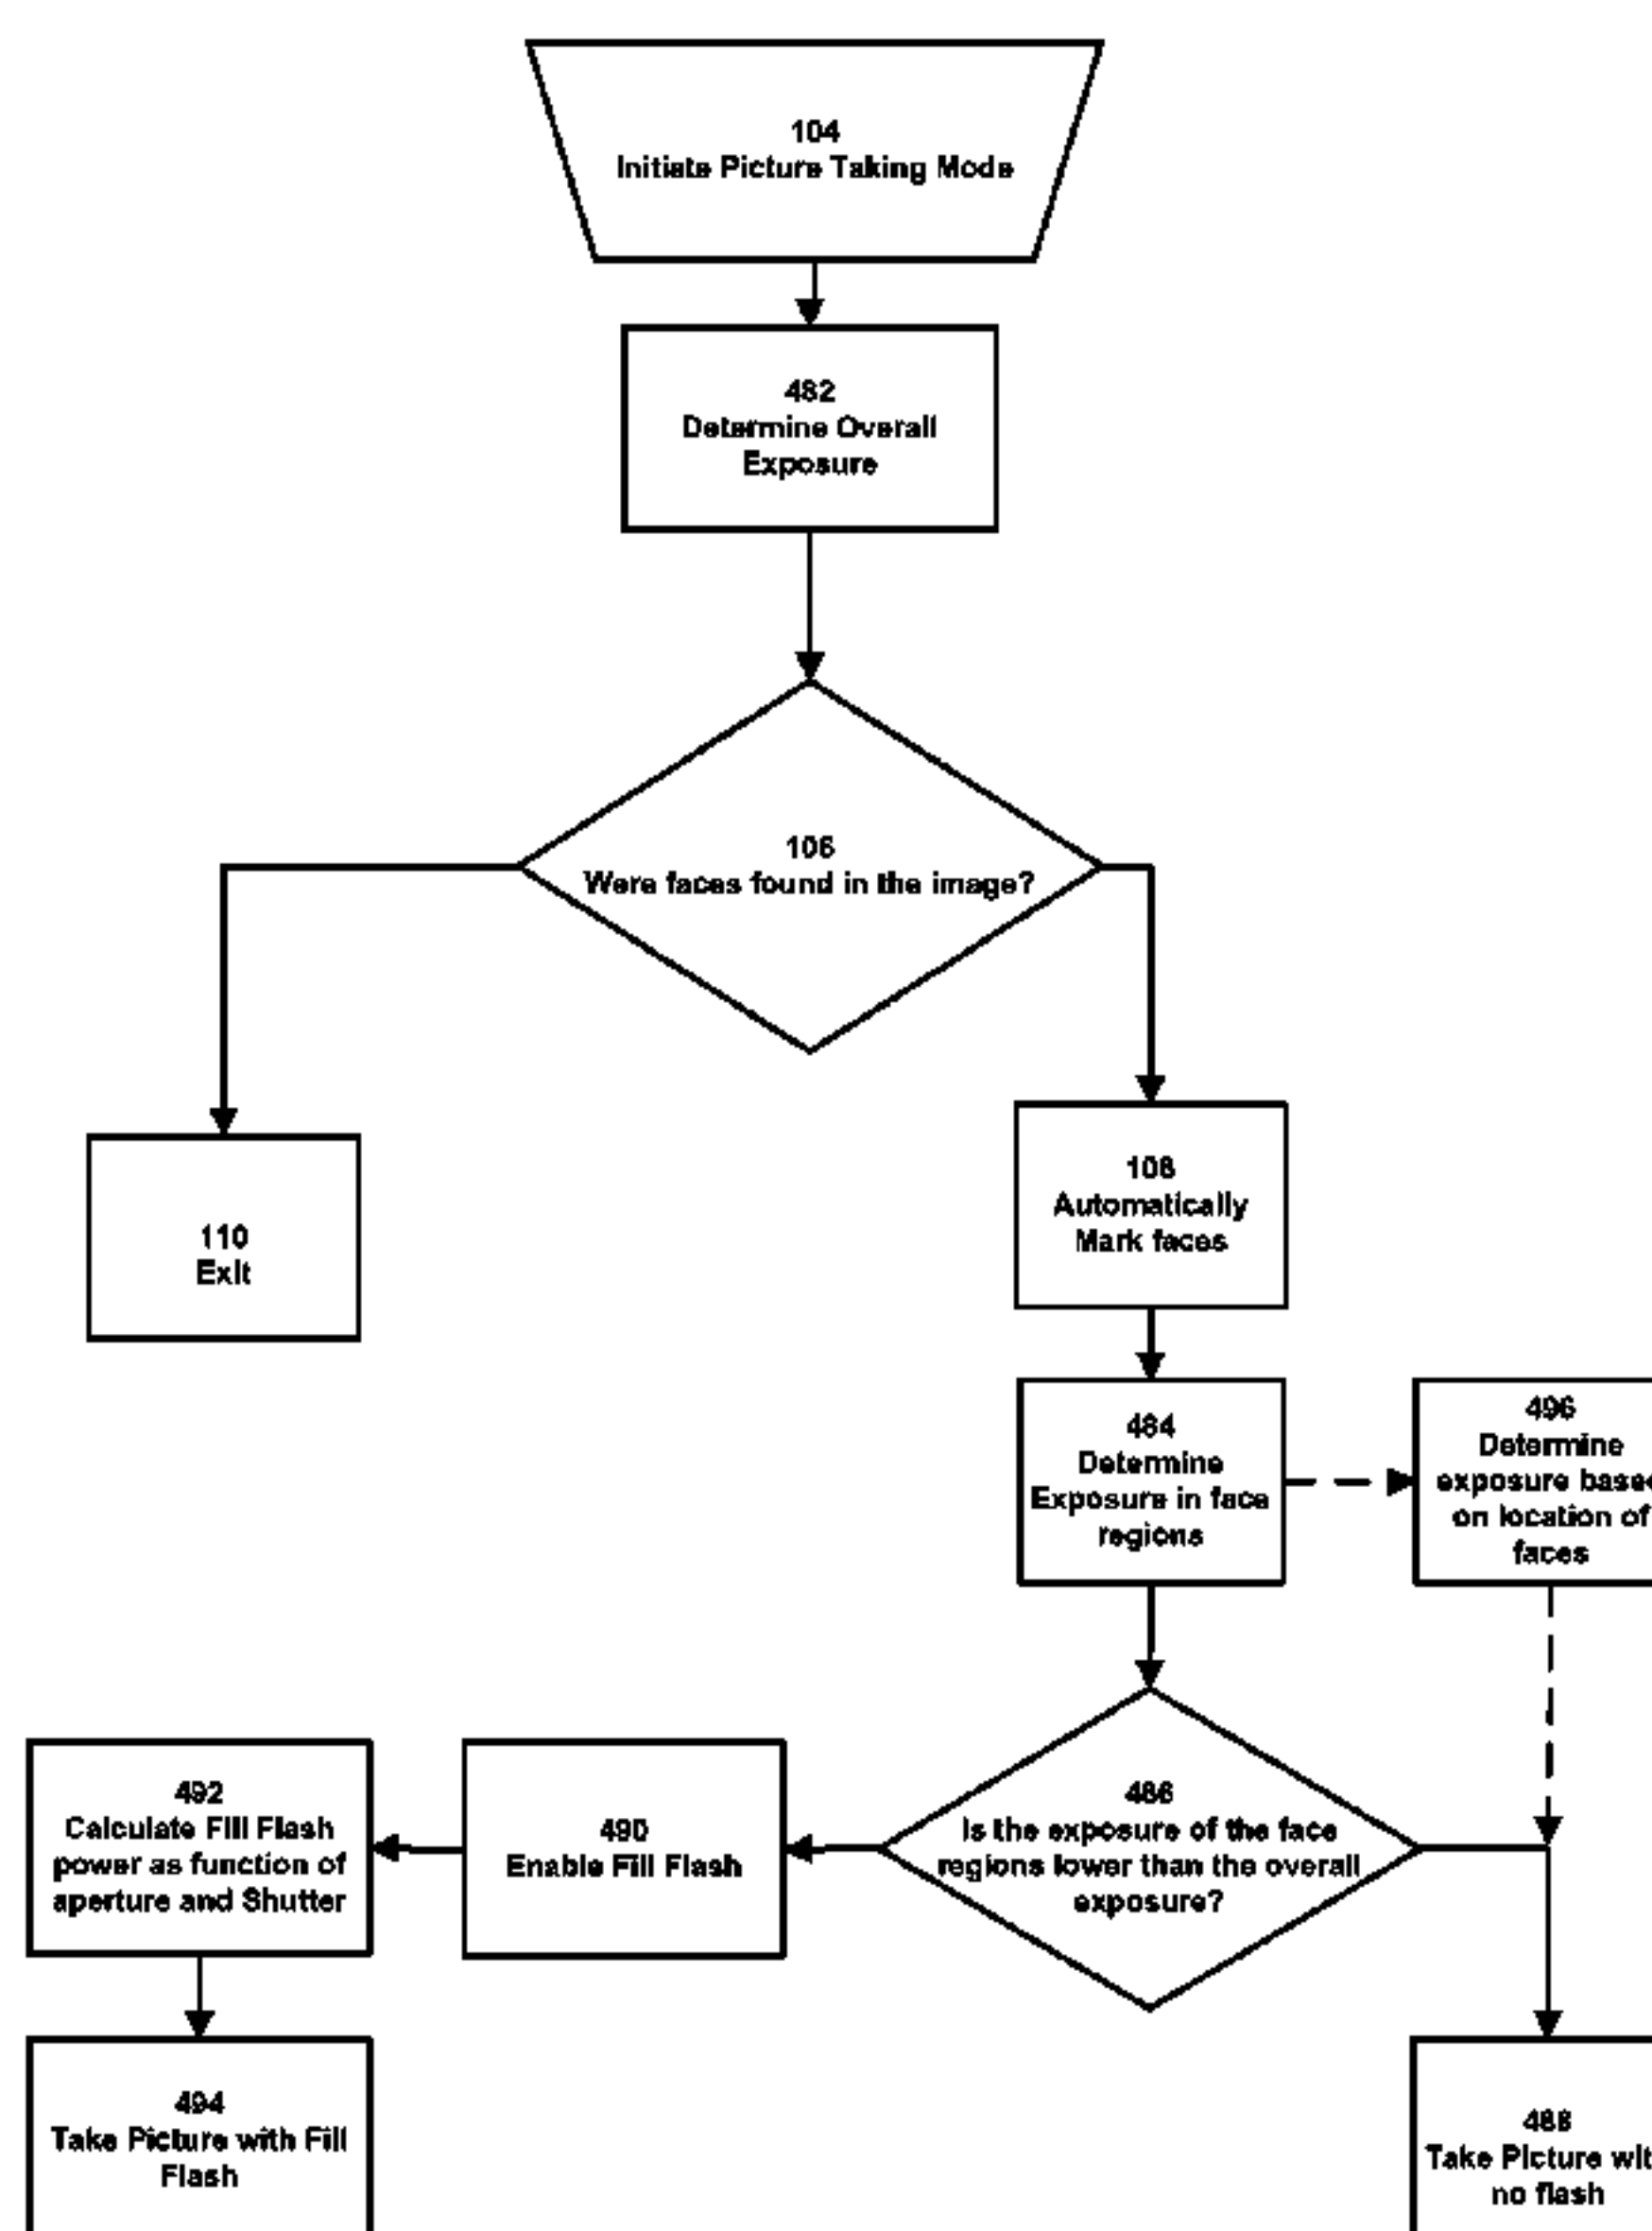 104
Initiate Picture Taking Mode
482
Determine Overall
Exposure
106
Were faces found in the image?
110
Exit
108
Automatically
Mark faces
484
Determine
Exposure in face
regions
496
Determine
exposure
on location of
faces
486
Is the exposure of the face
regions lower than the overall
exposure?
490
Enable Fill Flash
492
Calculate Fill Flash
power as function of
aperture and Shutter
494
Take Picture with Fill
Flash
488
Take Picture
no flash